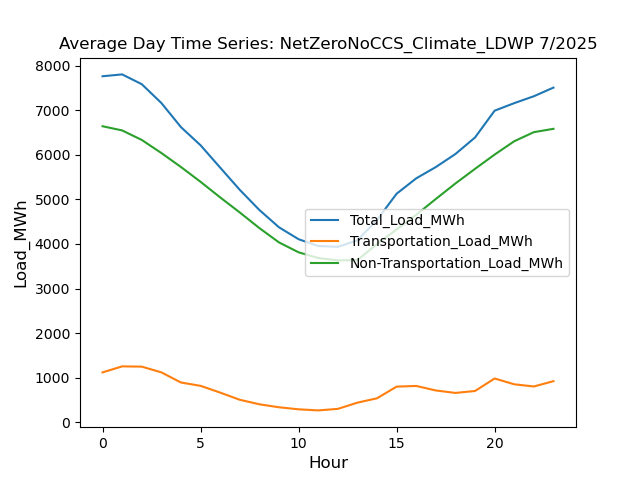 Average Day Time Series: NetZeroNoCCS_Climate_LDWP 7/2025
8000
7000
6000
5000
4000
3000
2000
1000
0
Load_MWh
Total_Load_MWh
Transportation_Load_MWh
Non-Transportation_Load_MWh
0 5 10 15 20
Hour